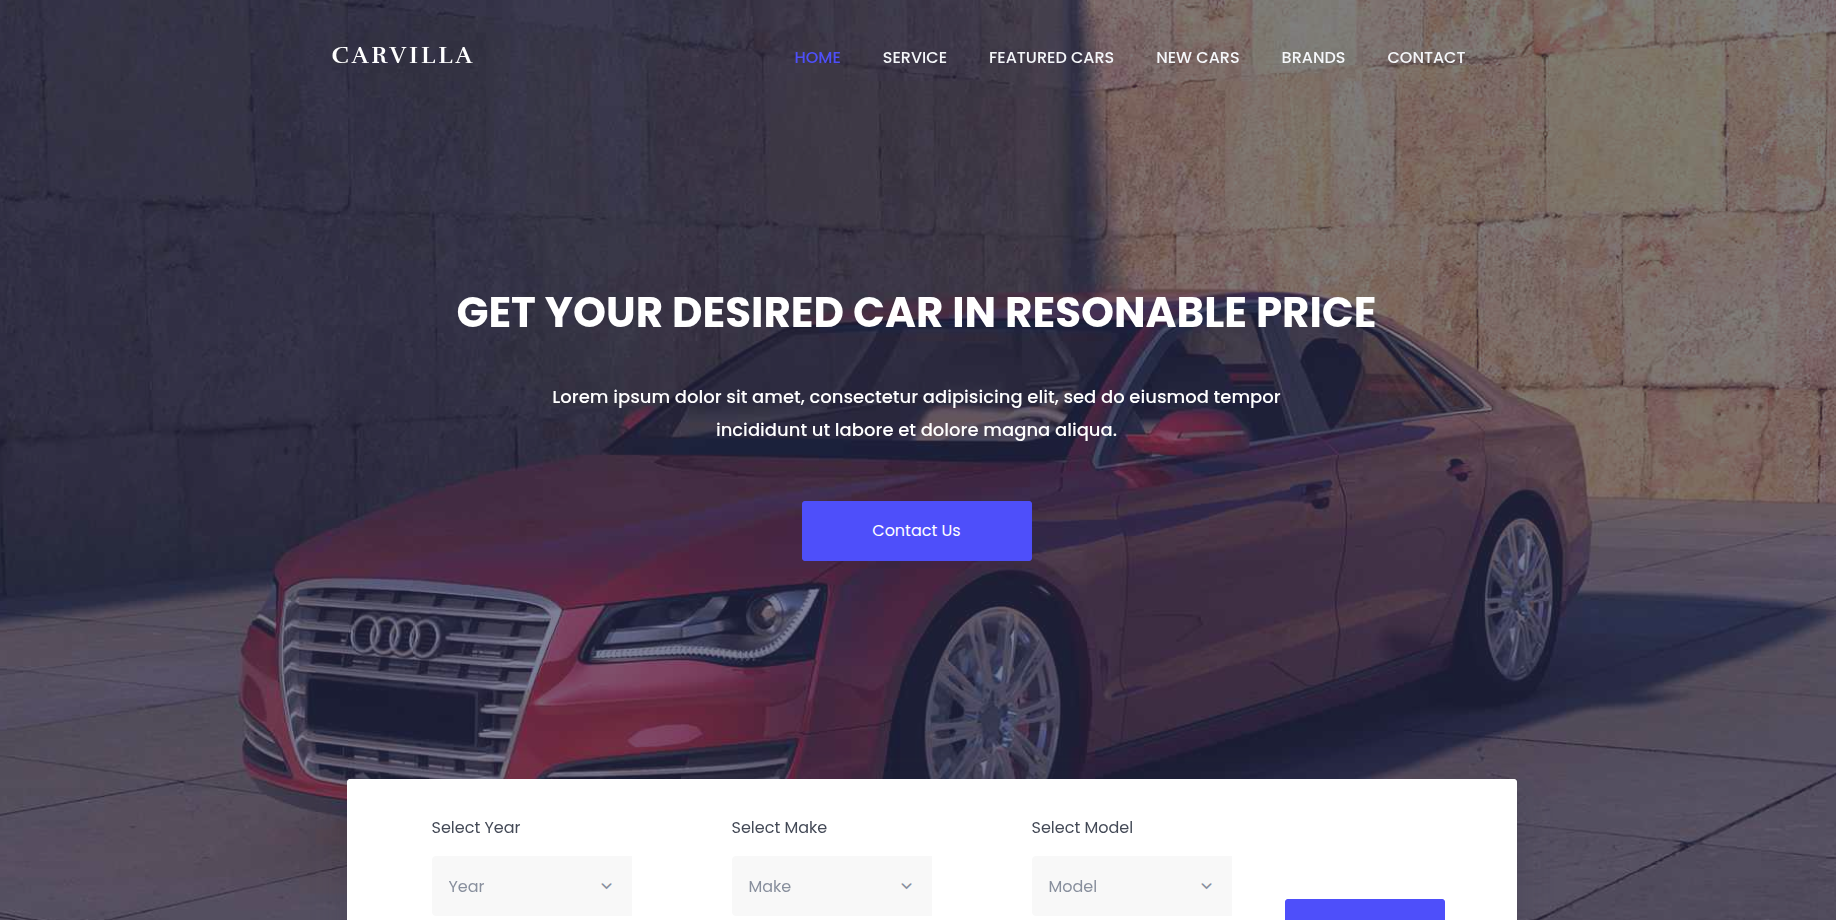 CARVILLA
HOME SERVICE FEATURED CARS NEW CARS BRANDS CONTACT
GET YOUR DESIRED CAR IN RESONABLE PRICE
Lorem ipsum dolor sit amet, consectetur adipisicing elit, sed do eiusmod tempor
incididunt ut labore et dolore magna aliqua.
Contact Us
Select Year Select Make Select Model
Year Make Model